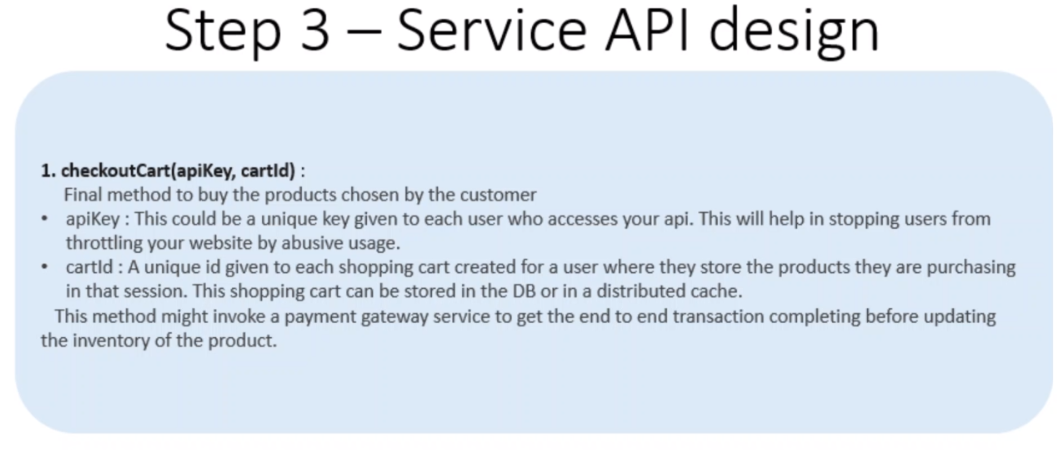 Step 3 – Service API design
1. checkoutCart(apiKey, cartId) :
Final method to buy the products chosen by the customer
• apiKey : This could be a unique key given to each user who accesses your api. This will help in stopping users from
throttling your website by abusive usage.
• cartId : A unique id given to each shopping cart created for a user where they store the products they are purchasing
in that session. This shopping cart can be stored in the DB or in a distributed cache.
This method might invoke a payment gateway service to get the end to end transaction completing before updating
the inventory of the product.